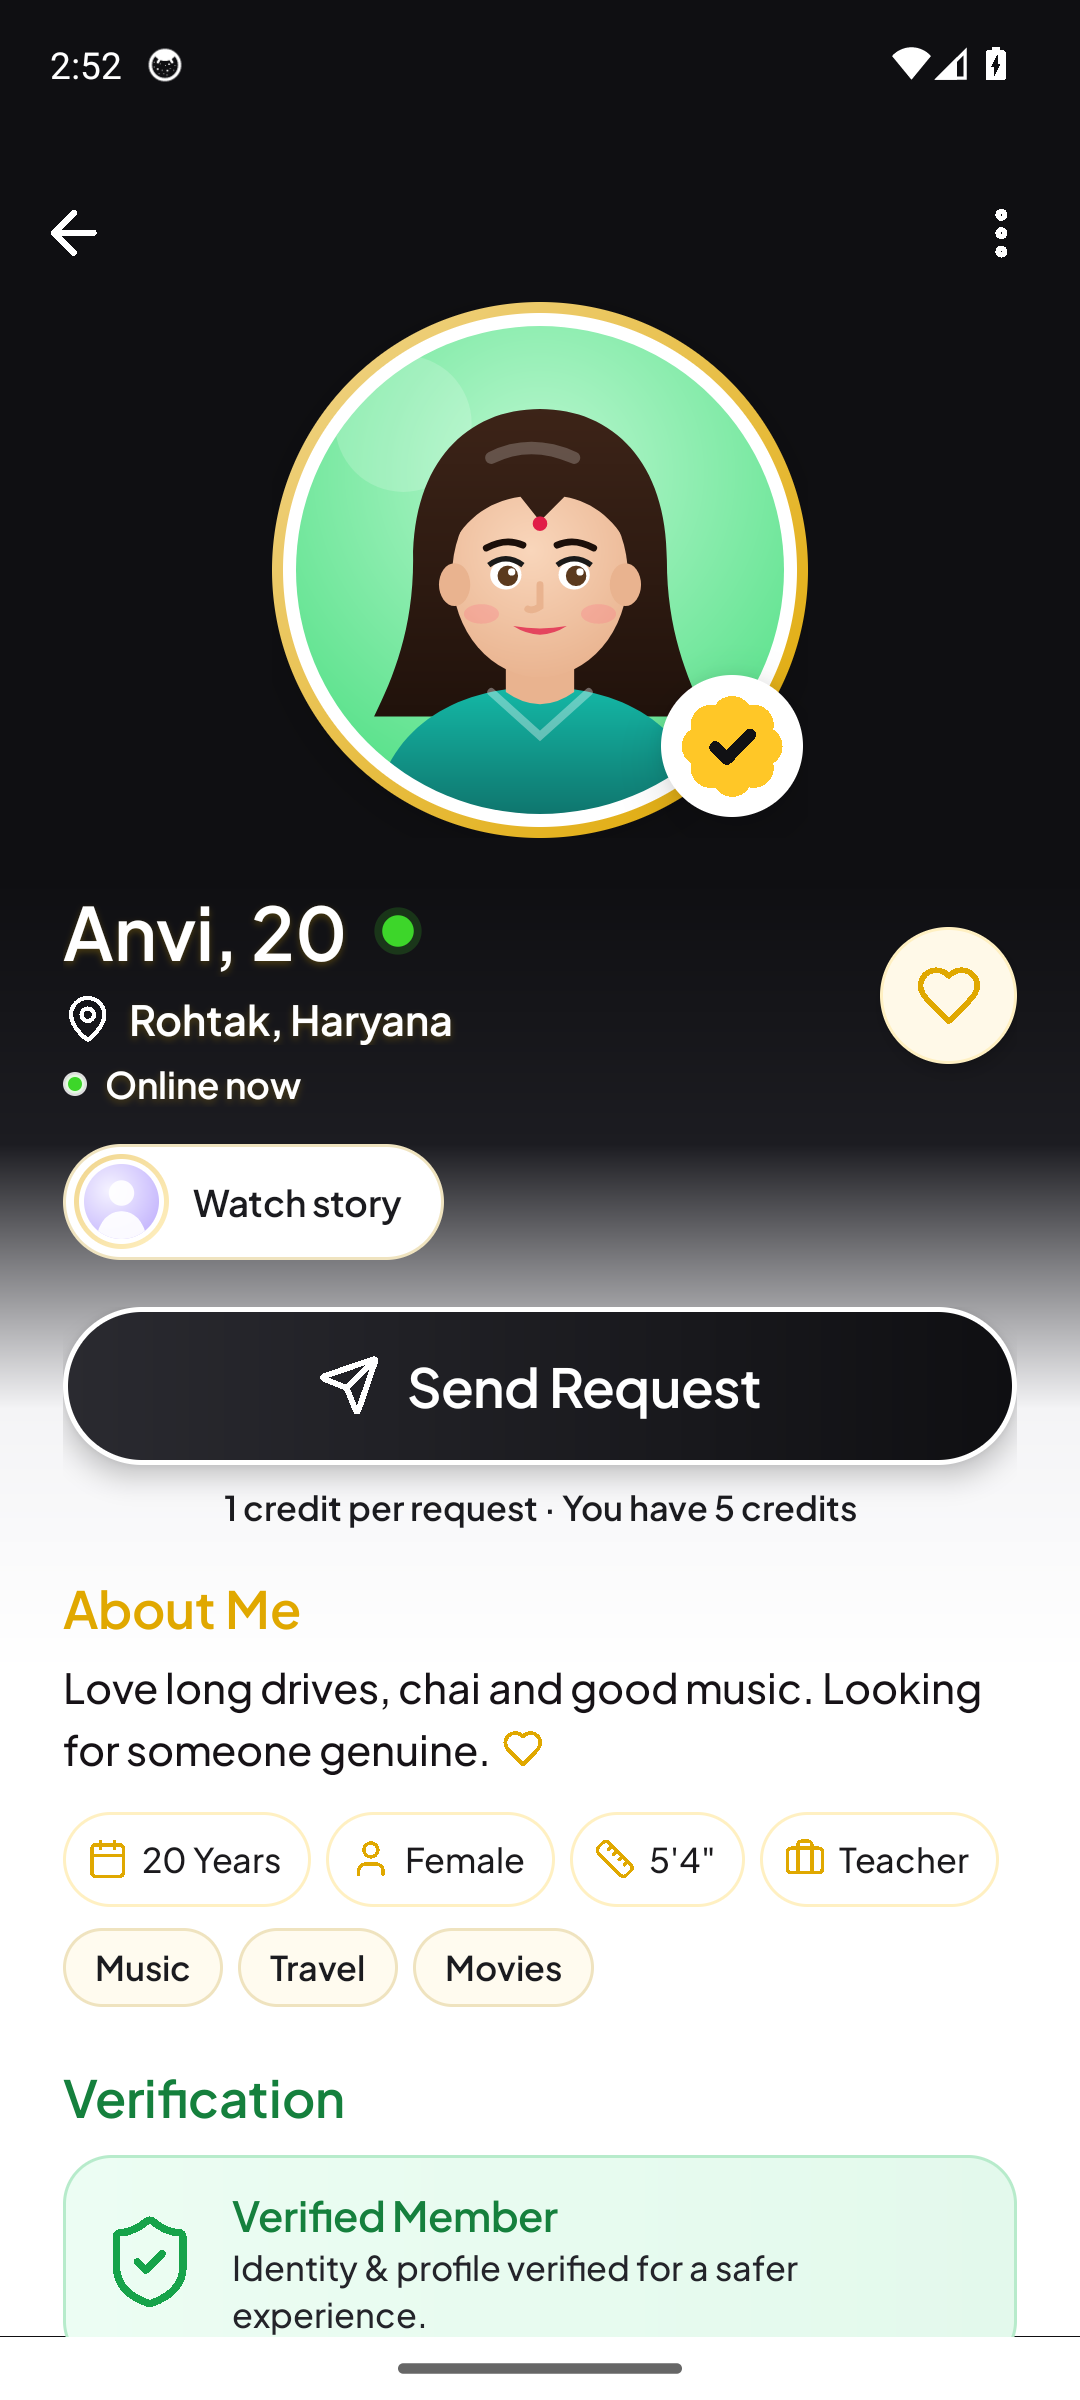 2:52
Anvi, 20
Rohtak, Haryana
Online now
Watch story
Send Request
1 credit per request · You have 5 credits
About Me
Love long drives, chai and good music. Looking
for someone genuine.
20 Years
Female
5'4"
Teacher
Music
Travel
Movies
Verification
Verified Member
Identity & profile verified for a safer
experience.